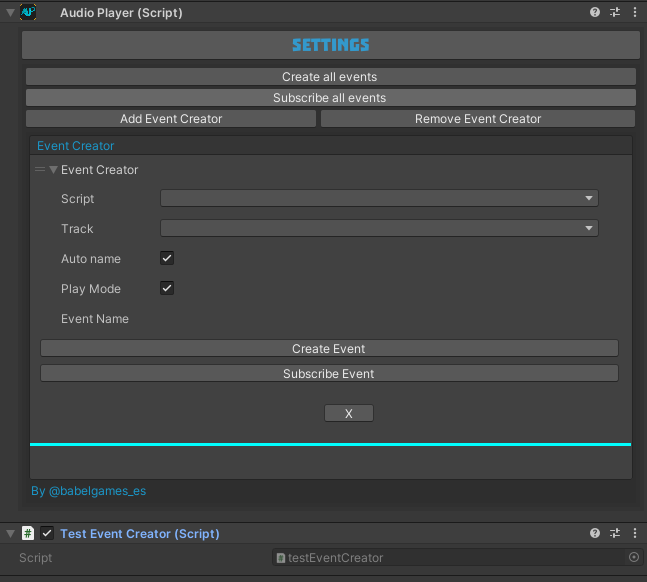 AUP
Audio Player (Script)
SETTINGS
Create all events
Subscribe all events
Add Event Creator
Remove Event Creator
Event Creator
Event Creator
Script
Track
Auto name
Play Mode
Event Name
Create Event
Subscribe Event
X
By @babelgames_es
# Test Event Creator (Script)
Script
# testEventCreator